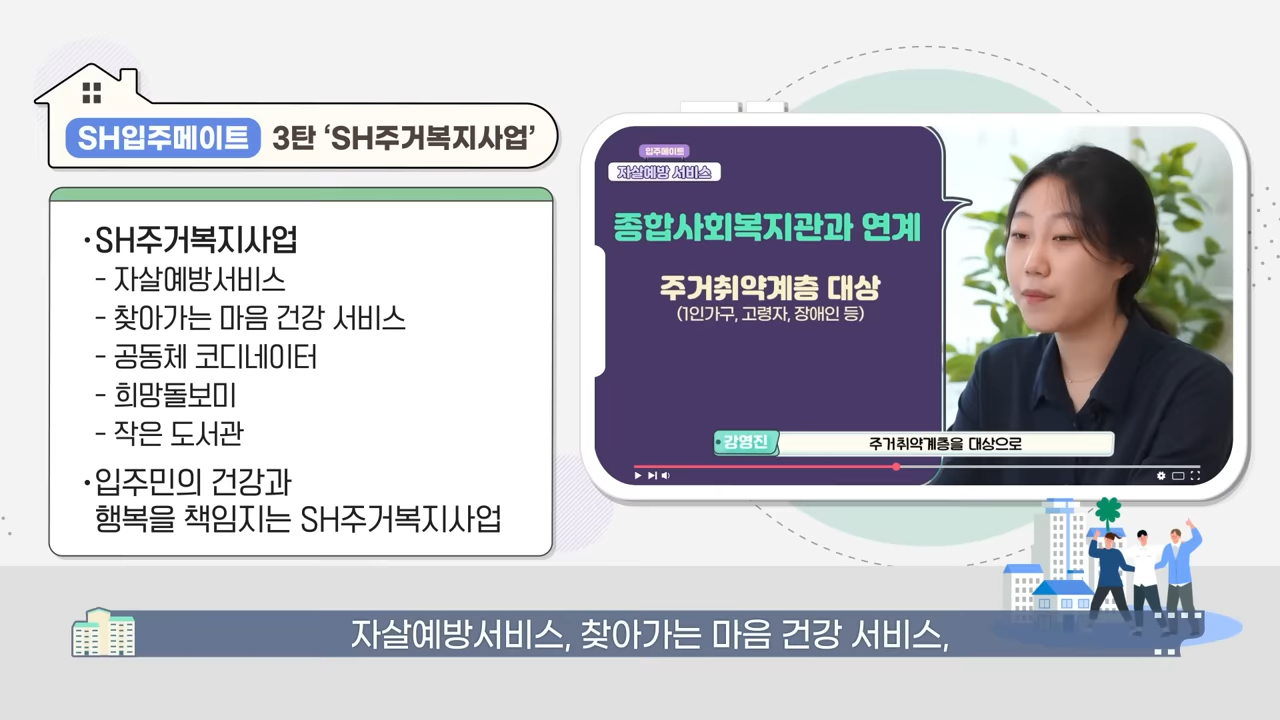 SH입주메이트 3탄 ‘SH주거복지사업’
·SH주거복지사업
- 자살예방서비스
- 찾아가는 마음 건강 서비스
- 공동체 코디네이터
- 희망돌보미
- 작은 도서관
·입주민의 건강과
행복을 책임지는 SH주거복지사업
입주메이트
자살예방 서비스
종합사회복지관과 연계
주거취약계층 대상
(1인가구, 고령자, 장애인 등)
강영진 주거취약계층을 대상으로
자살예방서비스, 찾아가는 마음 건강 서비스,